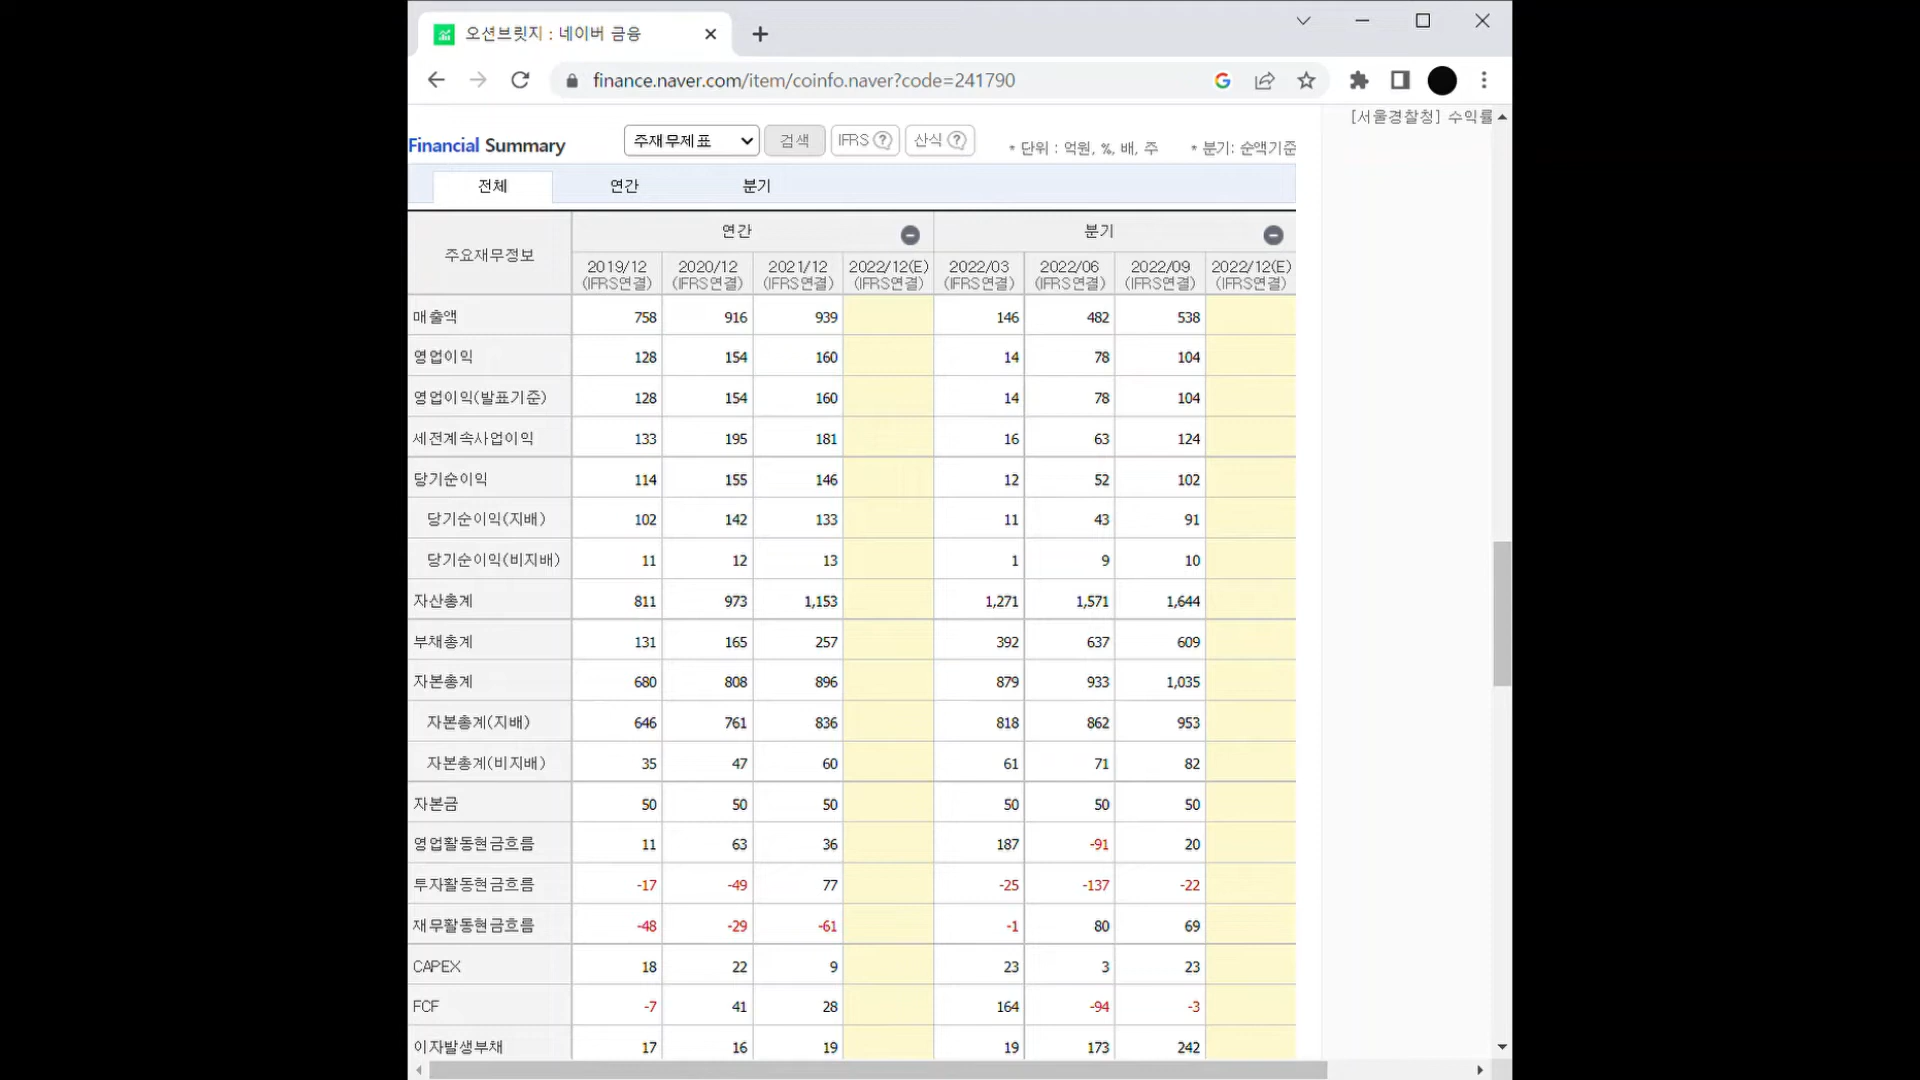 오션브릿지 : 네이버 금융
finance.naver.com/item/coinfo.naver?code=241790
[서울경찰청] 수익률
Financial Summary 주재무제표 검색 IFRS ? 산식 ? * 단위 : 억원, %, 배, 주 * 분기: 순액기준
전체 연간 분기
주요재무정보 연간 분기
2019/12 2020/12 2021/12 2022/12(E) 2022/03 2022/06 2022/09 2022/12(E)
(IFRS연결) (IFRS연결) (IFRS연결) (IFRS연결) (IFRS연결) (IFRS연결) (IFRS연결) (IFRS연결)
매출액 758 916 939 146 482 538
영업이익 128 154 160 14 78 104
영업이익(발표기준) 128 154 160 14 78 104
세전계속사업이익 133 195 181 16 63 124
당기순이익 114 155 146 12 52 102
당기순이익(지배) 102 142 133 11 43 91
당기순이익(비지배) 11 12 13 1 9 10
자산총계 811 973 1,153 1,271 1,571 1,644
부채총계 131 165 257 392 637 609
자본총계 680 808 896 879 933 1,035
자본총계(지배) 646 761 836 818 862 953
자본총계(비지배) 35 47 60 61 71 82
자본금 50 50 50 50 50 50
영업활동현금흐름 11 63 36 187 -91 20
투자활동현금흐름 -17 -49 77 -25 -137 -22
재무활동현금흐름 -48 -29 -61 -1 80 69
CAPEX 18 22 9 23 3 23
FCF -7 41 28 164 -94 -3
이자발생부채 17 16 19 19 173 242